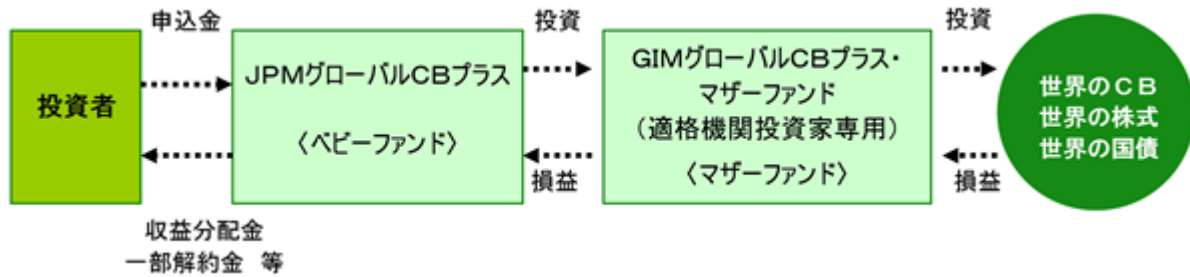 申込金
投資
投資
投資者
JPMグローバルCBプラス
〈ベビーファンド〉
GIMグローバルCBプラス・
マザーファンド
（適格機関投資家専用）
〈マザーファンド〉
世界のCB
世界の株式
世界の国債
損益
損益
収益分配金
一部解約金 等